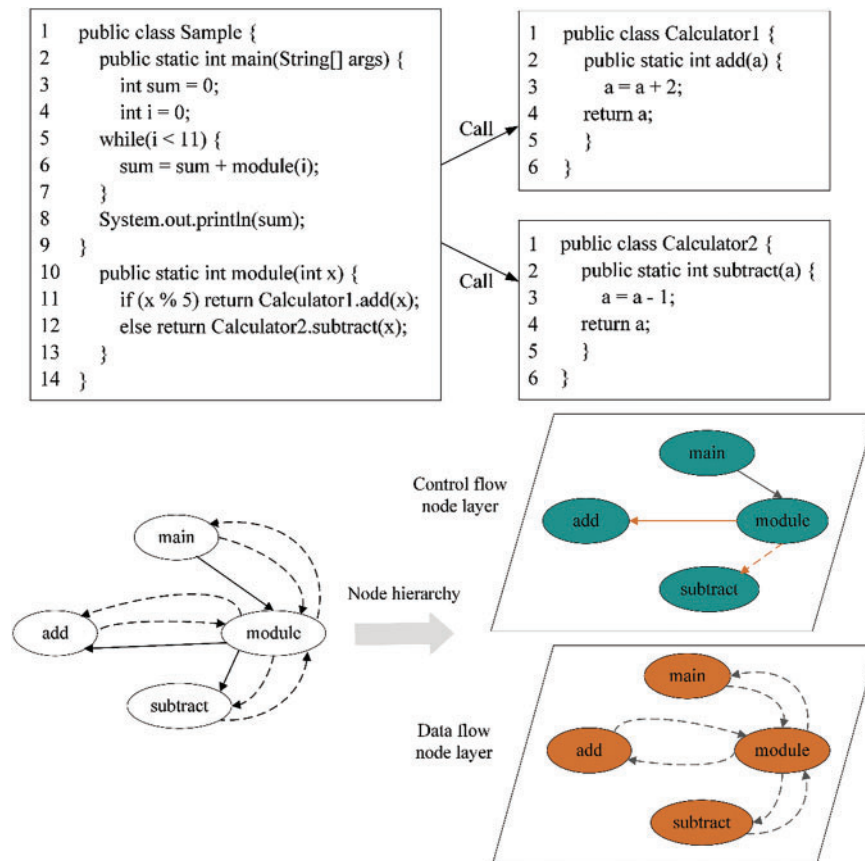 1 public class Sample {
2 public static int main(String[] args) {
3 int sum = 0;
4 int i = 0;
5 while(i < 11) {
6 sum = sum + module(i);
7 }
8 System.out.println(sum);
9 }
10 public static int module(int x) {
11 if (x % 5) return Calculator1.add(x);
12 else return Calculator2.subtract(x);
13 }
14 }
Call
Call
1 public class Calculator1 {
2 public static int add(a) {
3 a = a + 2;
4 return a;
5 }
6 }
1 public class Calculator2 {
2 public static int subtract(a) {
3 a = a - 1;
4 return a;
5 }
6 }
main
add
module
subtract
Node hierarchy
Control flow
node layer
main
add
module
subtract
Data flow
node layer
main
add
module
subtract